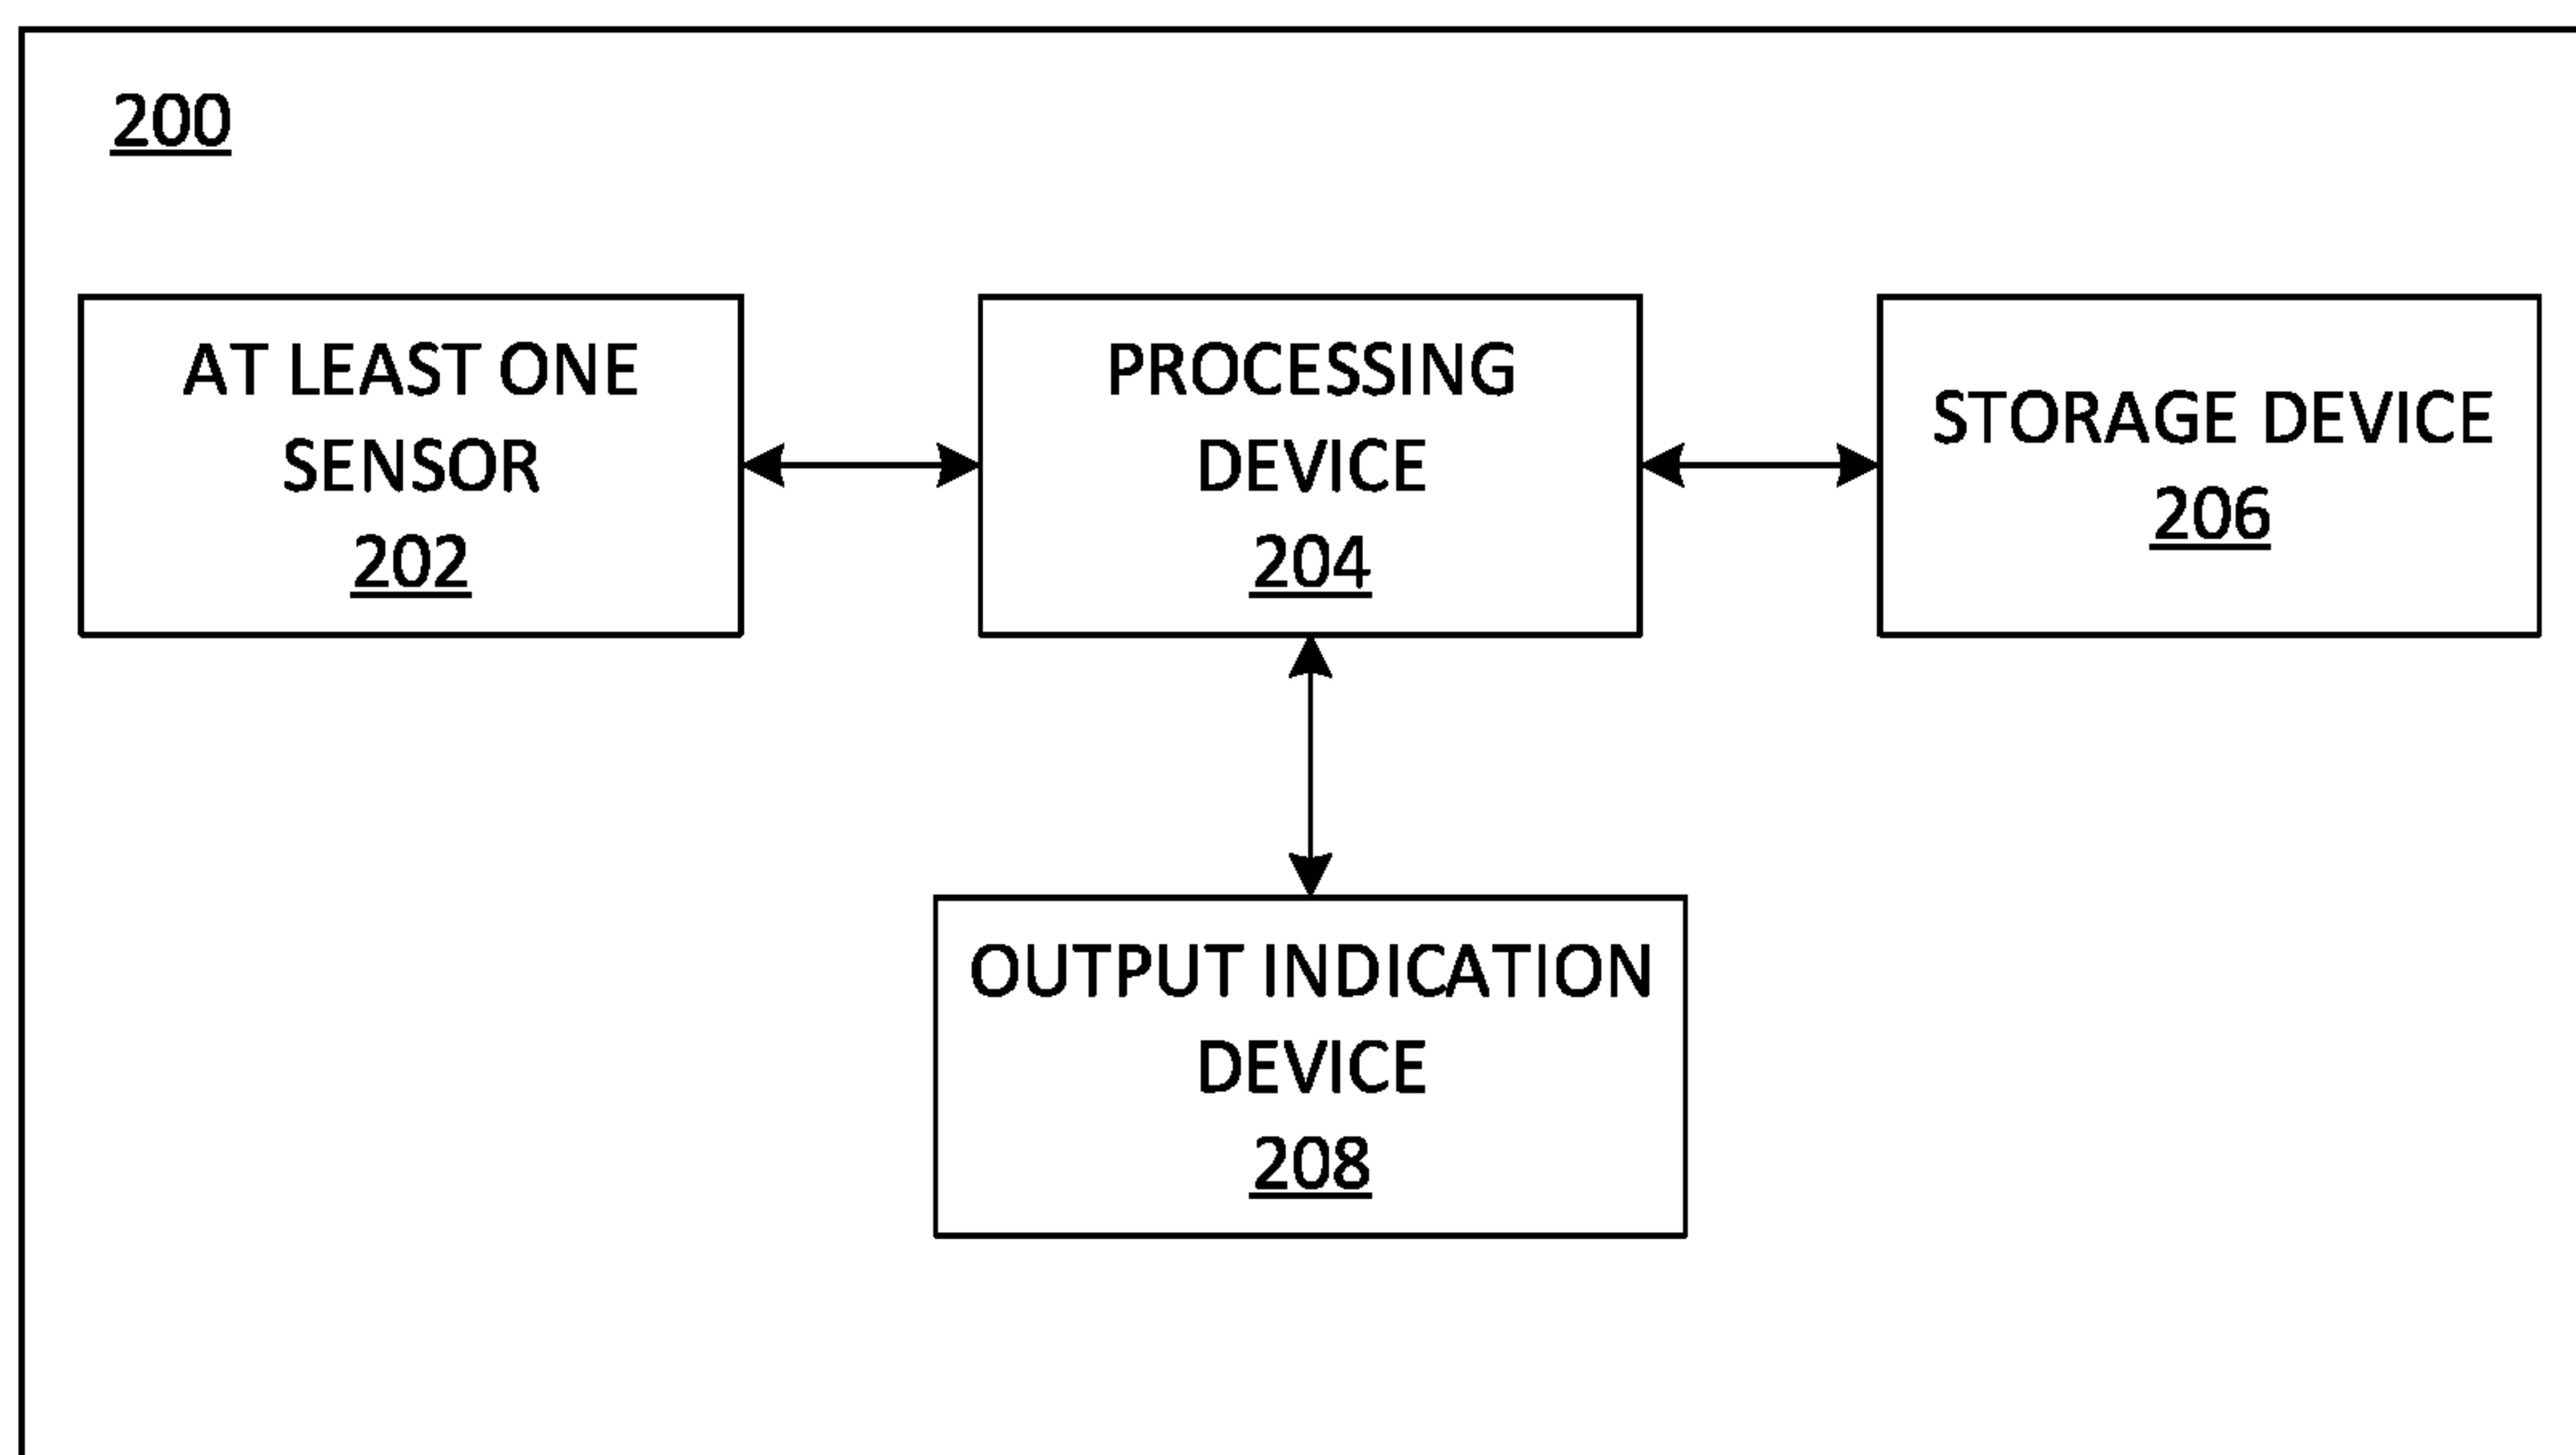 200
AT LEAST ONE
SENSOR
202
PROCESSING
DEVICE
204
STORAGE DEVICE
206
OUTPUT INDICATION
DEVICE
208